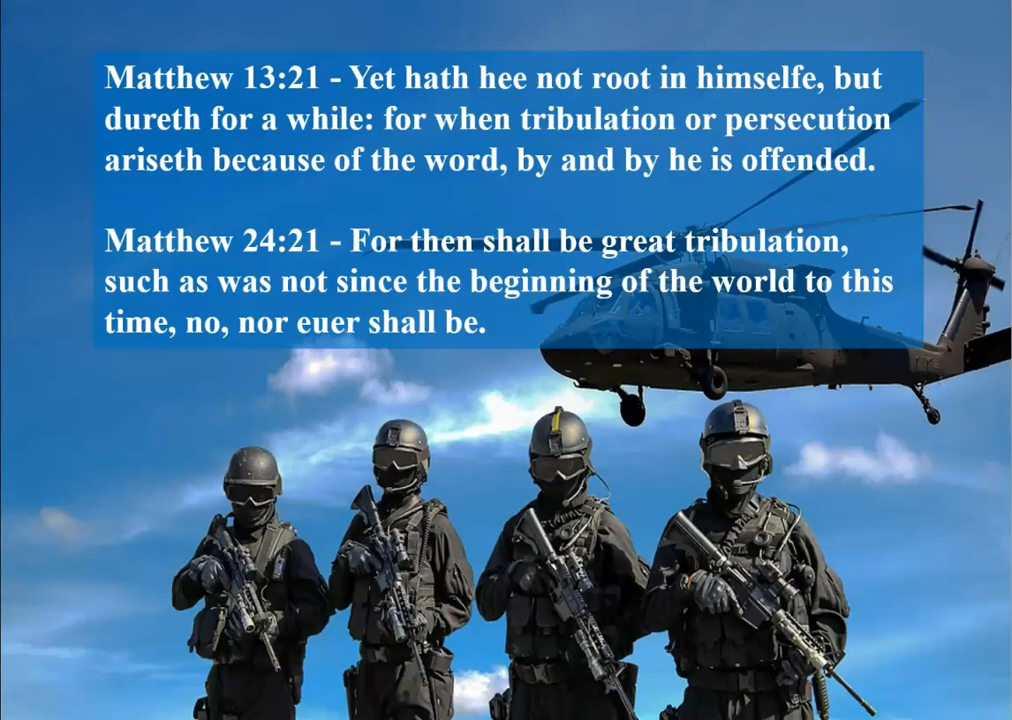 Matthew 13:21 - Yet hath hee not root in himselfe, but
dureth for a while: for when tribulation or persecution
ariseth because of the word, by and by he is offended.
Matthew 24:21 - For then shall be great tribulation,
such as was not since the beginning of the world to this
time, no, nor euer shall be.